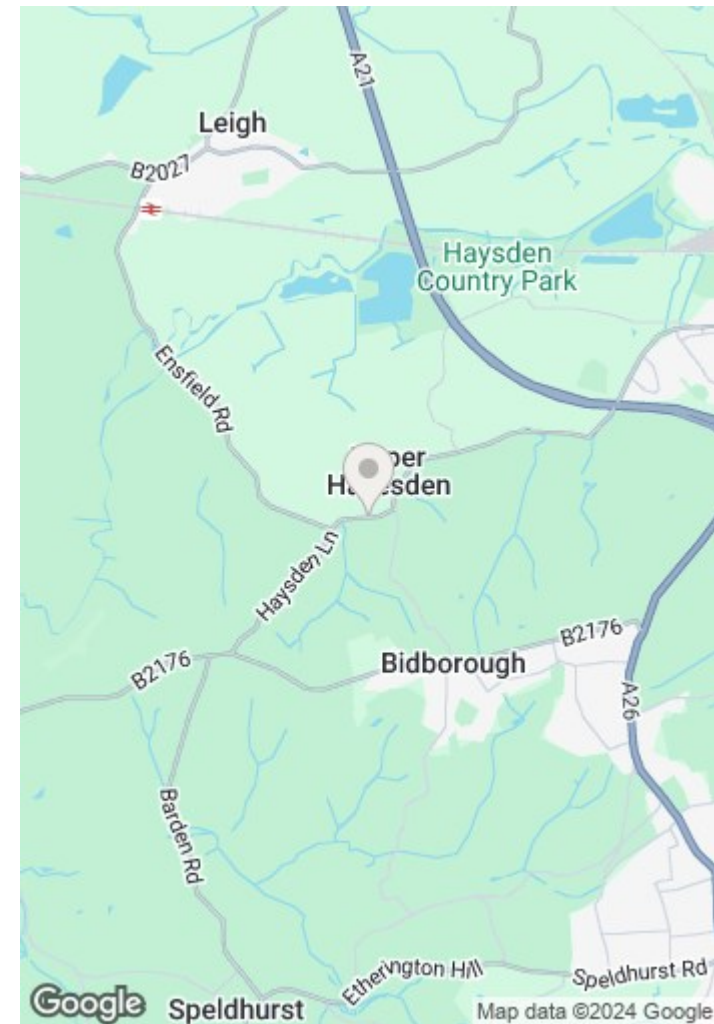 A21
Leigh
B2027
Haysden
Country Park
Ensfield Rd
Haysden Ln
B2176
Bidborough
B2176
A26
Barden Rd
Etherington Hill
Speldhurst Rd
Google
Speldhurst
Map data ©2024 Google